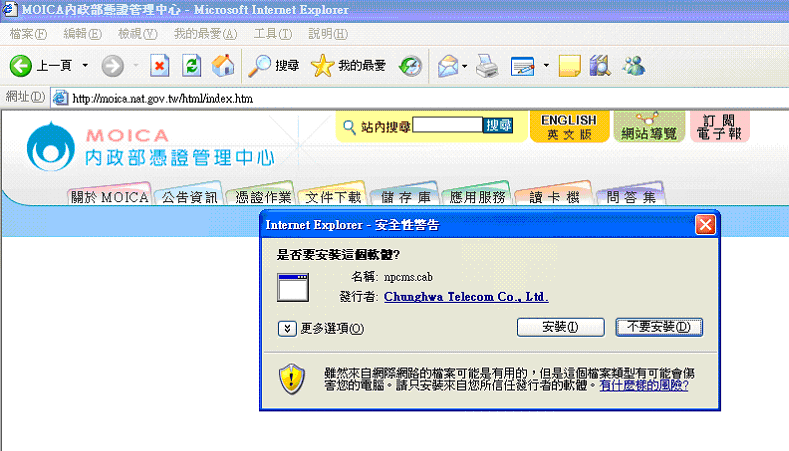 MOICA內政部憑證管理中心 - Microsoft Internet Explorer
檔案(F) 編輯(E) 檢視(V) 我的最愛(A) 工具(T) 說明(H)
上一頁 搜尋 我的最愛
網址(D) http://moica.nat.gov.tw/html/index.htm
站內搜尋 搜尋 ENGLISH 訂 閱
英 文 版 網站導覽 電子報
MOICA
內政部憑證管理中心
關於 MOICA 公告資訊 憑證作業 文件下載 儲 存 庫 應用服務 讀 卡 機 問 答 集
Internet Explorer - 安全性警告
是否要安裝這個軟體?
名稱: npcms.cab
發行者: Chunghwa Telecom Co., Ltd.
更多選項(O) 安裝(I) 不要安裝(D)
雖然來自網際網路的檔案可能是有用的，但是這個檔案類型有可能會傷
害您的電腦。請只安裝來自您所信任發行者的軟體。有什麼樣的風險?